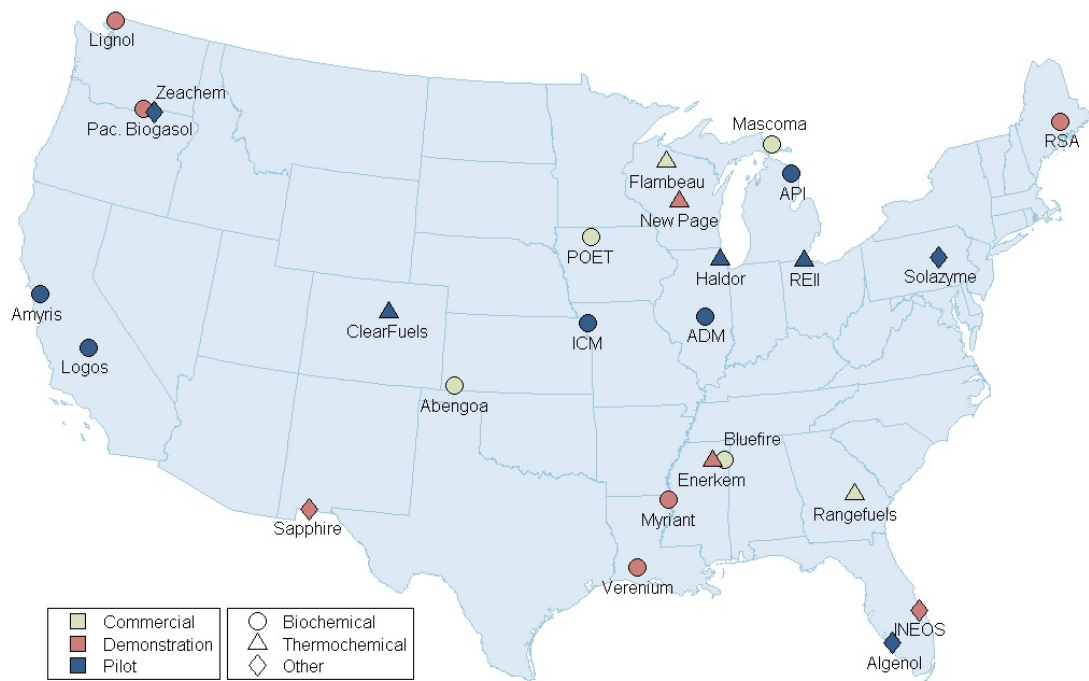 Lignol
Zeachem
Pac. Biogasol
Mascoma
RSA
Flambeau
API
New Page
POET
Haldor
REII
Solazyme
Amyris
ClearFuels
ICM
ADM
Logos
Abengoa
Bluefire
Enerkem
Myriant
Rangefuels
Sapphire
Verenium
INEOS
Algenol
Commercial
Demonstration
Pilot
Biochemical
Thermochemical
Other